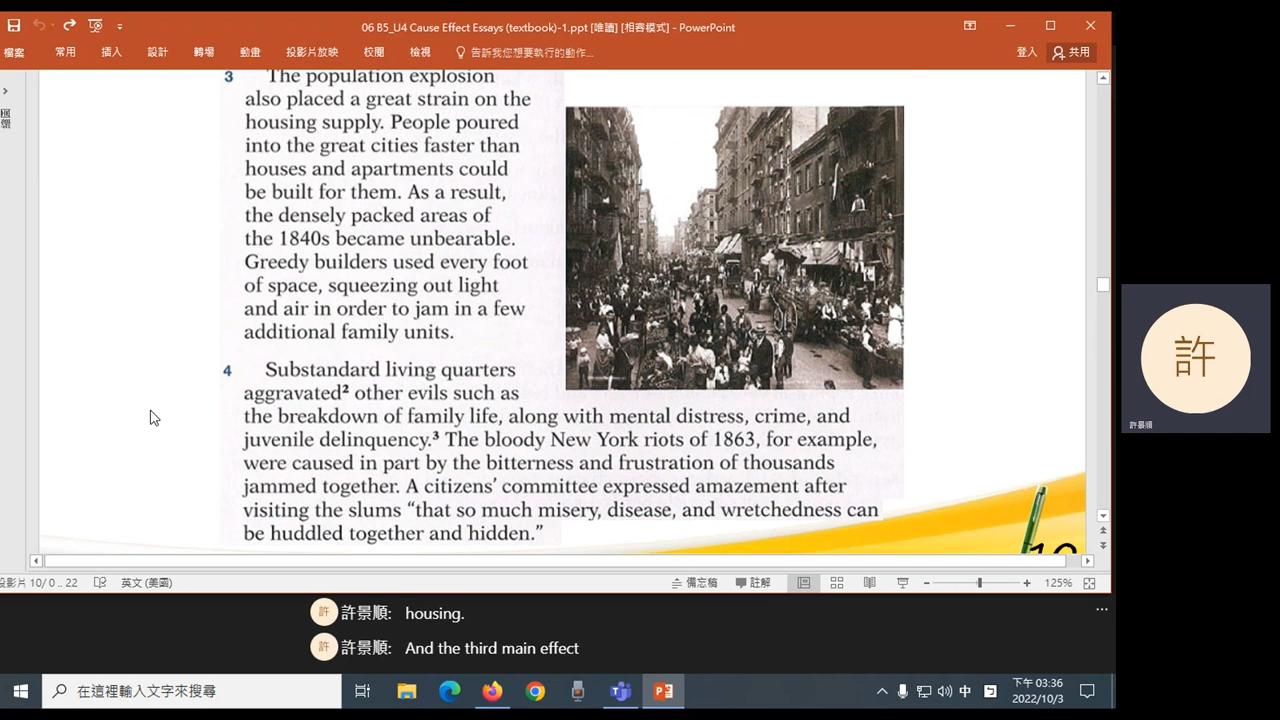 06 B5_U4 Cause Effect Essays (textbook)-1.ppt [唯讀] [相容模式] - PowerPoint
檔案 常用 插入 設計 轉場 動畫 投影片放映 校閱 檢視 告訴我您想要執行的動作... 登入 共用
3 The population explosion
also placed a great strain on the
housing supply. People poured
into the great cities faster than
houses and apartments could
be built for them. As a result,
the densely packed areas of
the 1840s became unbearable.
Greedy builders used every foot
of space, squeezing out light
and air in order to jam in a few
additional family units.
4 Substandard living quarters
aggravated² other evils such as
the breakdown of family life, along with mental distress, crime, and
juvenile delinquency.³ The bloody New York riots of 1863, for example,
were caused in part by the bitterness and frustration of thousands
jammed together. A citizens’ committee expressed amazement after
visiting the slums “that so much misery, disease, and wretchedness can
be huddled together and hidden.”
許
許景順
投影片 10/ 0 .. 22 英文 (美國) 備忘稿 註解 125%
許 許景順: housing.
許 許景順: And the third main effect
在這裡輸入文字來搜尋
中
下午 03:36
2022/10/3